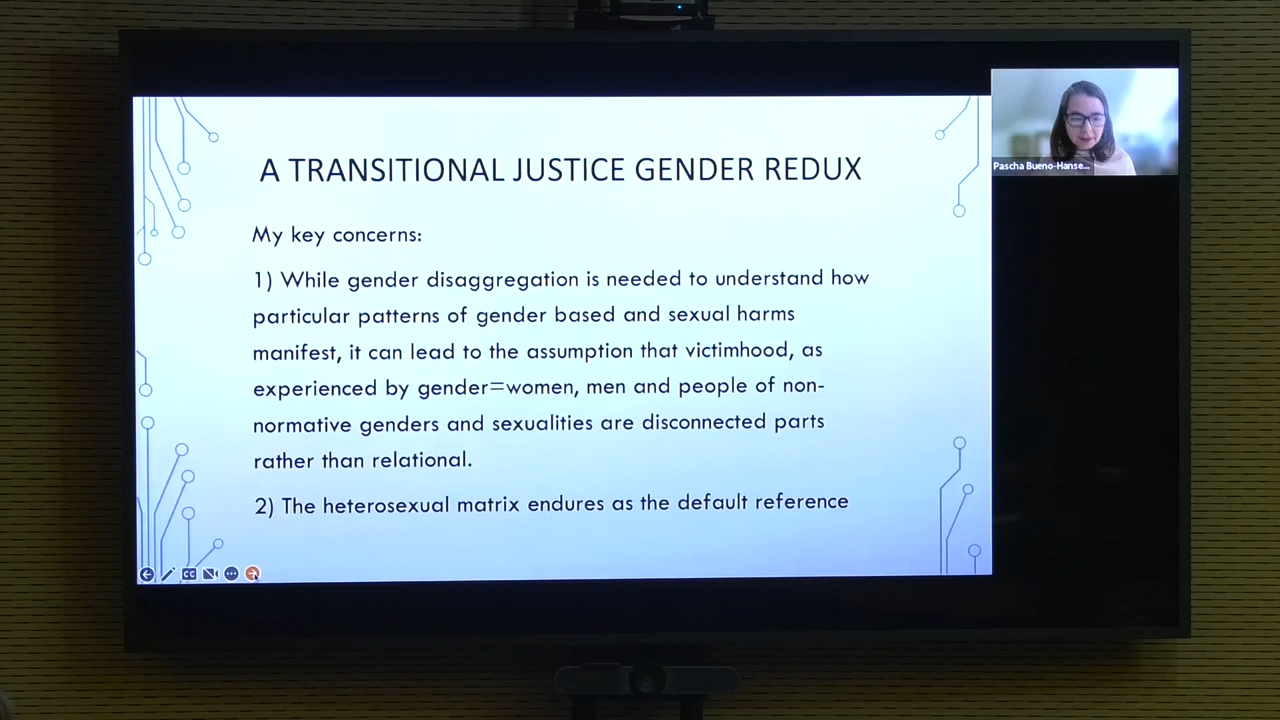 A TRANSITIONAL JUSTICE GENDER REDUX
Pascha Bueno-Hanse...
My key concerns:
1) While gender disaggregation is needed to understand how
particular patterns of gender based and sexual harms
manifest, it can lead to the assumption that victimhood, as
experienced by gender=women, men and people of non-
normative genders and sexualities are disconnected parts
rather than relational.
2) The heterosexual matrix endures as the default reference
CC